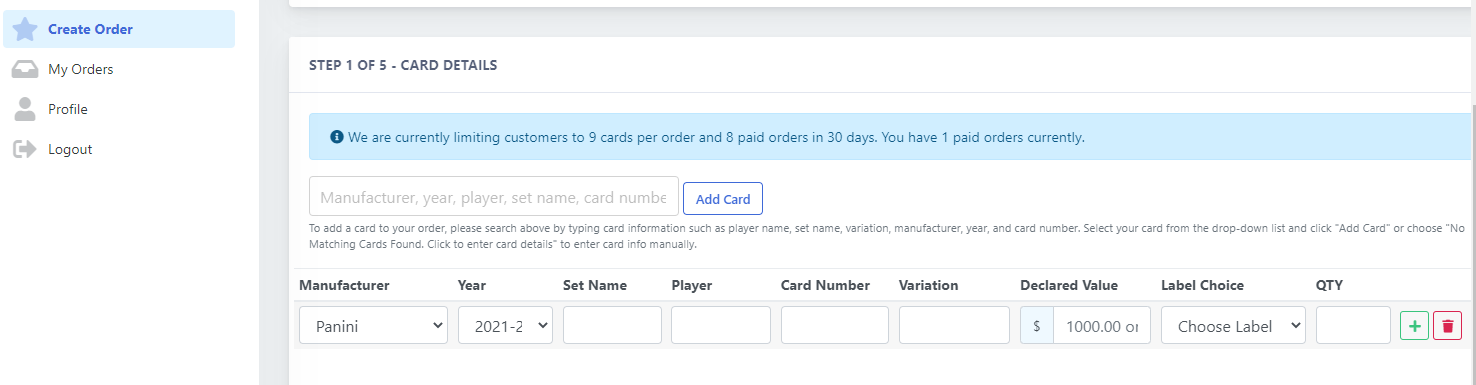 Create Order
My Orders
Profile
Logout
STEP 1 OF 5 - CARD DETAILS
We are currently limiting customers to 9 cards per order and 8 paid orders in 30 days. You have 1 paid orders currently.
Manufacturer, year, player, set name, card numbe
Add Card
To add a card to your order, please search above by typing card information such as player name, set name, variation, manufacturer, year, and card number. Select your card from the drop-down list and click "Add Card" or choose "No
Matching Cards Found. Click to enter card details" to enter card info manually.
Manufacturer Year Set Name Player Card Number Variation Declared Value Label Choice QTY
Panini 2021-2 $ 1000.00 or Choose Label